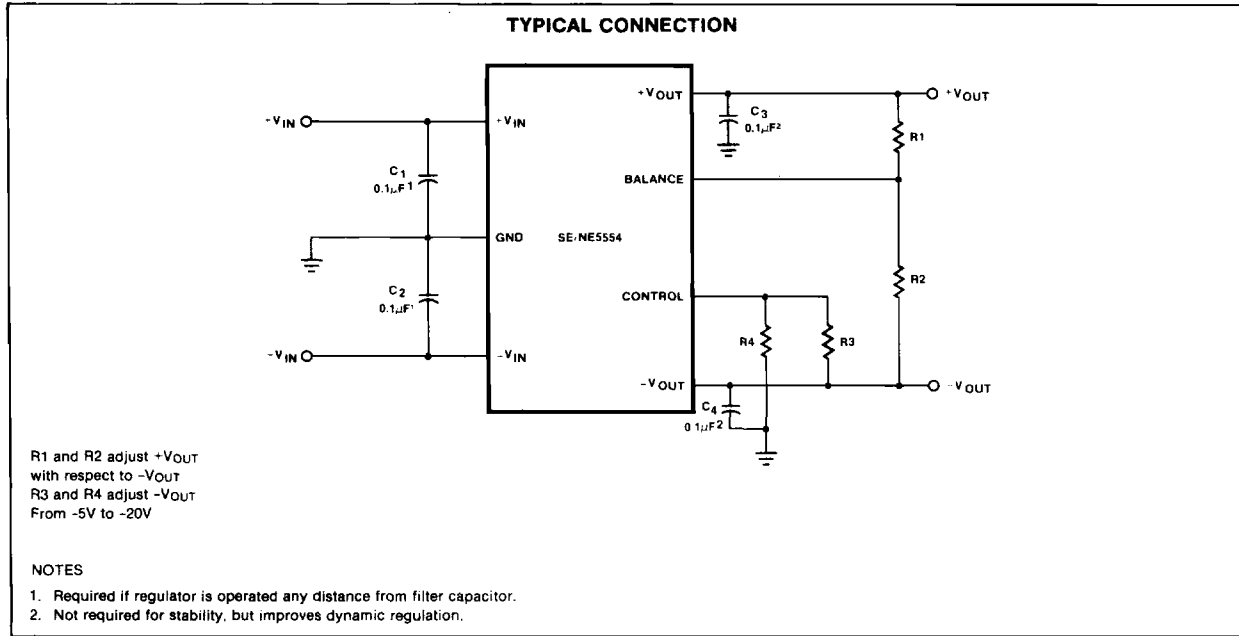 TYPICAL CONNECTION
+VOUT
+VOUT
C3
0.1μF2
R1
+VIN
+VIN
C1
0.1μF1
BALANCE
GND
SE/NE5554
C2
0.1μF1
R2
CONTROL
R4
R3
-VIN
-VIN
-VOUT
-VOUT
C4
0.1μF2
R1 and R2 adjust +VOUT
with respect to -VOUT
R3 and R4 adjust -VOUT
From -5V to -20V
NOTES
1. Required if regulator is operated any distance from filter capacitor.
2. Not required for stability, but improves dynamic regulation.